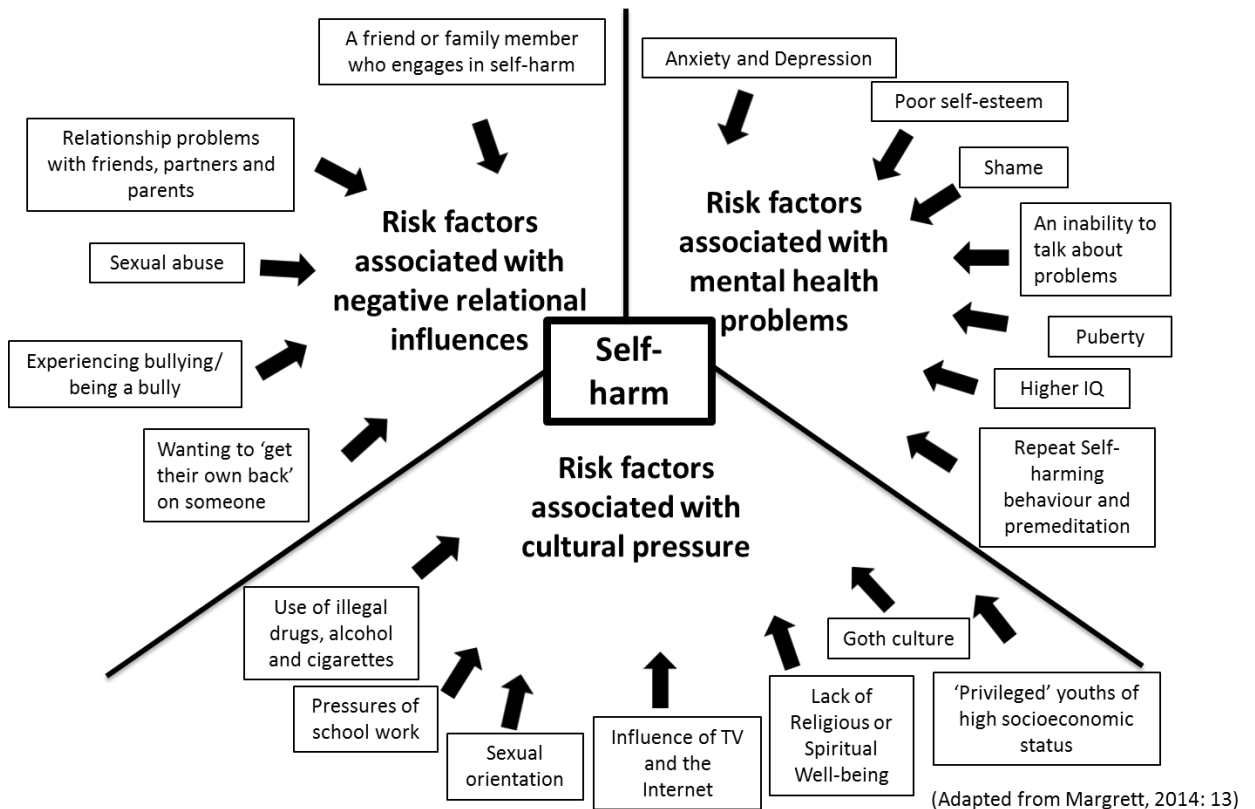 A friend or family member
who engages in self-harm
Relationship problems
with friends, partners and
parents
Sexual abuse
Experiencing bullying/
being a bully
Wanting to ‘get
their own back’
on someone
Risk factors
associated with
negative relational
influences
Anxiety and Depression
Poor self-esteem
Shame
An inability to
talk about
problems
Puberty
Higher IQ
Repeat Self-
harming
behaviour and
premeditation
Risk factors
associated with
mental health
problems
Self-
harm
Risk factors
associated with
cultural pressure
Use of illegal
drugs, alcohol
and cigarettes
Pressures of
school work
Sexual
orientation
Influence of TV
and the
Internet
Lack of
Religious or
Spiritual
Well-being
Goth culture
‘Privileged’ youths of
high socioeconomic
status
(Adapted from Margrett, 2014: 13)